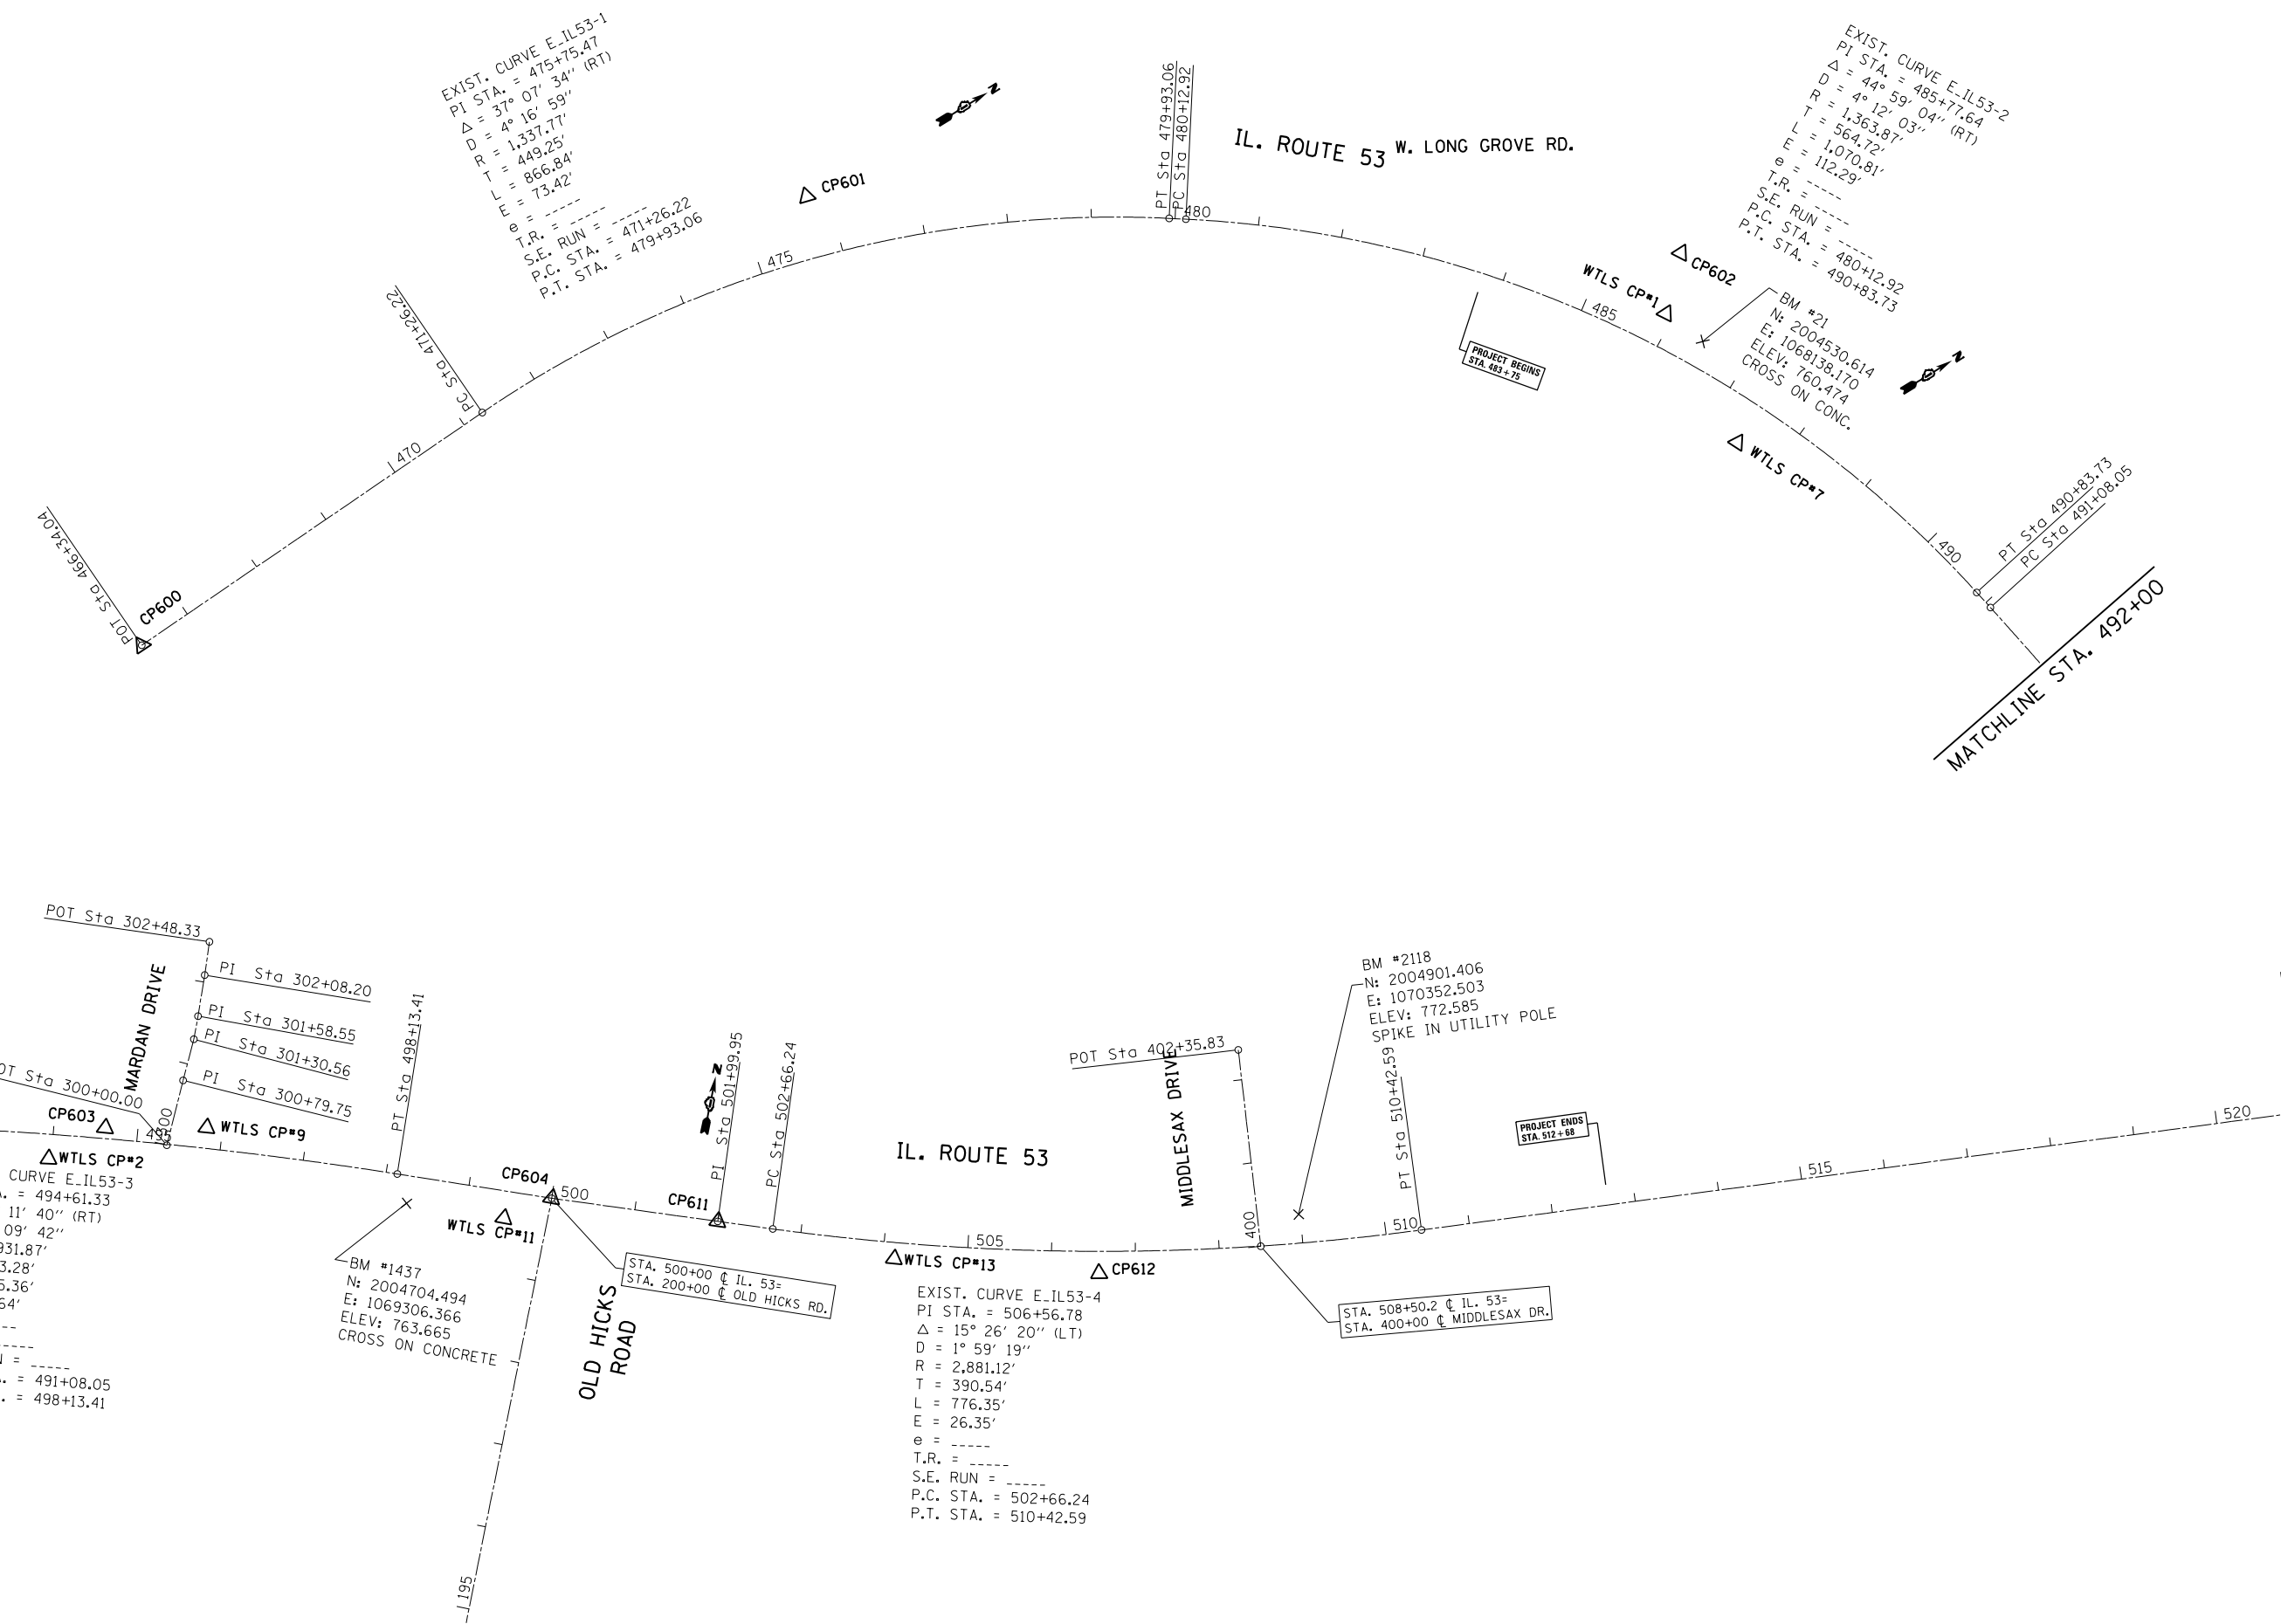 EXIST. CURVE E_IL53-1
PI STA. = 475+75.47
Δ = 37° 07' 34'' (RT)
D = 4° 16' 59''
R = 1,337.77'
T = 449.25'
L = 866.84'
E = 73.42'
e = -----
T.R. = -----
S.E. RUN = -----
P.C. STA. = 471+26.22
P.T. STA. = 479+93.06
CP601
N
PT Sta 479+93.06
PC Sta 480+12.92
IL. ROUTE 53
W. LONG GROVE RD.
EXIST. CURVE E_IL53-2
PI STA. = 485+77.64
Δ = 44° 59' 04'' (RT)
D = 4° 12' 03''
R = 1,363.87'
T = 564.72'
L = 1,070.81'
E = 112.29'
e = -----
T.R. = -----
S.E. RUN = -----
P.C. STA. = 480+12.92
P.T. STA. = 490+83.73
CP602
WTLS CP#1
BM #21
N: 2004530.614
E: 1068138.170
ELEV: 760.474
CROSS ON CONC.
N
POT Sta 466+34.04
CP600
470
PC Sta 471+26.22
475
480
PROJECT BEGINS
STA. 483+75
485
WTLS CP#7
490
PT Sta 490+83.73
PC Sta 491+08.05
MATCHLINE STA. 492+00
POT Sta 302+48.33
PI Sta 302+08.20
PI Sta 301+58.55
PI Sta 301+30.56
PI Sta 300+79.75
MARDAN DRIVE
OT Sta 300+00.00
300
CP603
495
WTLS CP#9
WTLS CP#2
CURVE E_IL53-3
. = 494+61.33
11' 40'' (RT)
09' 42''
931.87'
3.28'
5.36'
64'
--
-----
= -----
. = 491+08.05
. = 498+13.41
PT Sta 498+13.41
CP604
500
WTLS CP#11
BM #1437
N: 2004704.494
E: 1069306.366
ELEV: 763.665
CROSS ON CONCRETE
195
OLD HICKS
ROAD
STA. 500+00 ℄ IL. 53=
STA. 200+00 ℄ OLD HICKS RD.
CP611
N
PI Sta 501+99.95
PC Sta 502+66.24
IL. ROUTE 53
WTLS CP#13
505
CP612
EXIST. CURVE E_IL53-4
PI STA. = 506+56.78
Δ = 15° 26' 20'' (LT)
D = 1° 59' 19''
R = 2,881.12'
T = 390.54'
L = 776.35'
E = 26.35'
e = -----
T.R. = -----
S.E. RUN = -----
P.C. STA. = 502+66.24
P.T. STA. = 510+42.59
POT Sta 402+35.83
MIDDLESAX DRIVE
400
BM #2118
N: 2004901.406
E: 1070352.503
ELEV: 772.585
SPIKE IN UTILITY POLE
PT Sta 510+42.59
510
STA. 508+50.2 ℄ IL. 53=
STA. 400+00 ℄ MIDDLESAX DR.
PROJECT ENDS
STA. 512+68
515
520